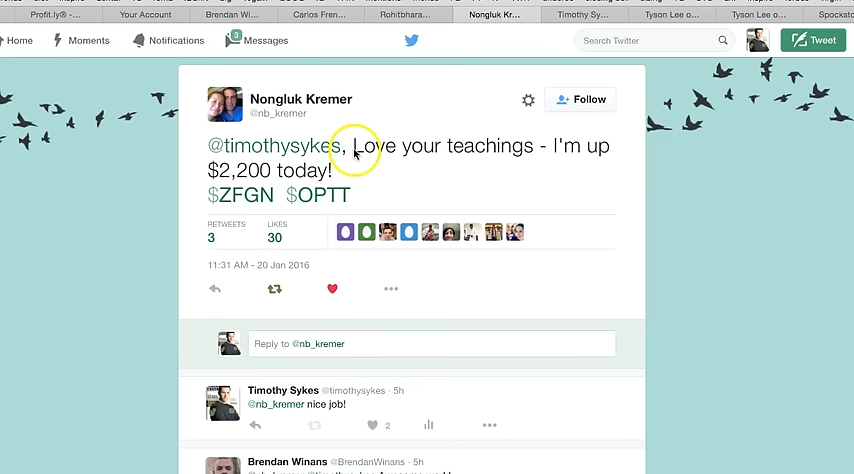 Profit.ly® -...
Your Account
Brendan Wi...
Carlos Fren...
Rohitbhara...
Nongluk Kr...
Timothy Sy...
Tyson Lee o...
Tyson Lee o...
Spocksto
Home
Moments
Notifications
3
Messages
Search Twitter
Tweet
Nongluk Kremer
@nb_kremer
Follow
@timothysykes, Love your teachings - I'm up
$2,200 today!
$ZFGN $OPTT
RETWEETS
3
LIKES
30
11:31 AM - 20 Jan 2016
Reply to @nb_kremer
Timothy Sykes @timothysykes · 5h
@nb_kremer nice job!
2
Brendan Winans @BrendanWinans · 5h